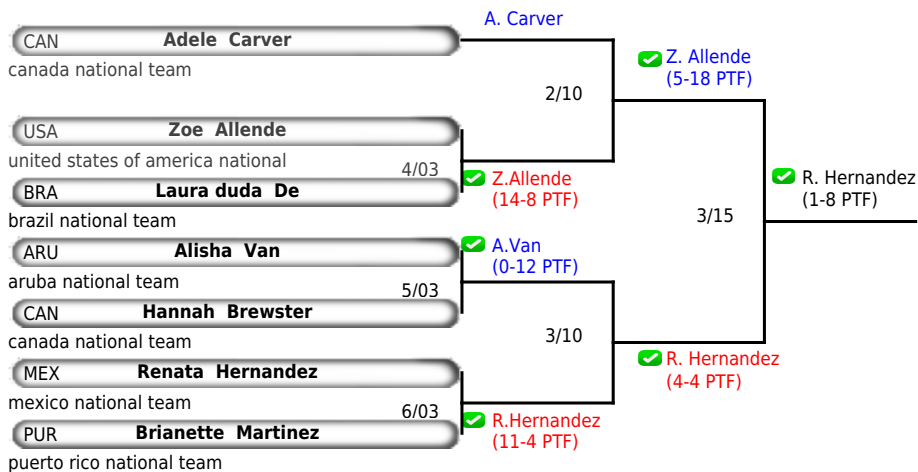 A. Carver
CAN Adele Carver
canada national team
Z. Allende
(5-18 PTF)
2/10
USA Zoe Allende
united states of america national
4/03
BRA Laura duda De
brazil national team
Z.Allende
(14-8 PTF)
R. Hernandez
(1-8 PTF)
3/15
ARU Alisha Van
aruba national team
A.Van
(0-12 PTF)
5/03
CAN Hannah Brewster
canada national team
3/10
MEX Renata Hernandez
mexico national team
R. Hernandez
(4-4 PTF)
6/03
PUR Brianette Martinez
puerto rico national team
R.Hernandez
(11-4 PTF)